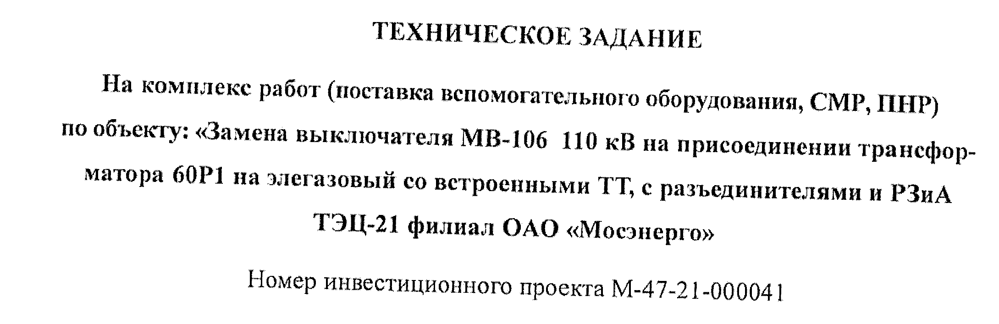 ТЕХНИЧЕСКОЕ ЗАДАНИЕ
На комплекс работ (поставка вспомогательного оборудования, СМР, ПНР)
по объекту: «Замена выключателя МВ-106 110 кВ на присоединении трансфор-
матора 60Р1 на элегазовый со встроенными ТТ, с разъединителями и РЗиА
ТЭЦ-21 филиал ОАО «Мосэнерго»
Номер инвестиционного проекта М-47-21-000041